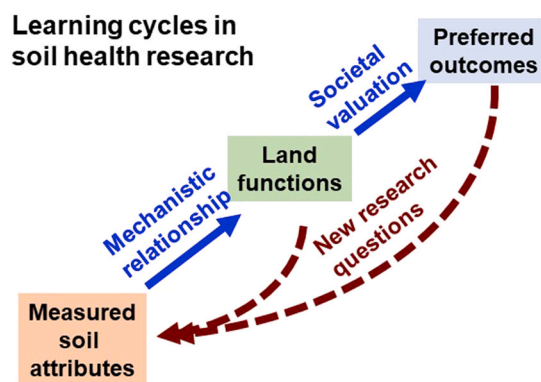 Learning cycles in
soil health research
Preferred
outcomes
Societal
valuation
Land
functions
Mechanistic
relationship
New research
questions
Measured
soil
attributes